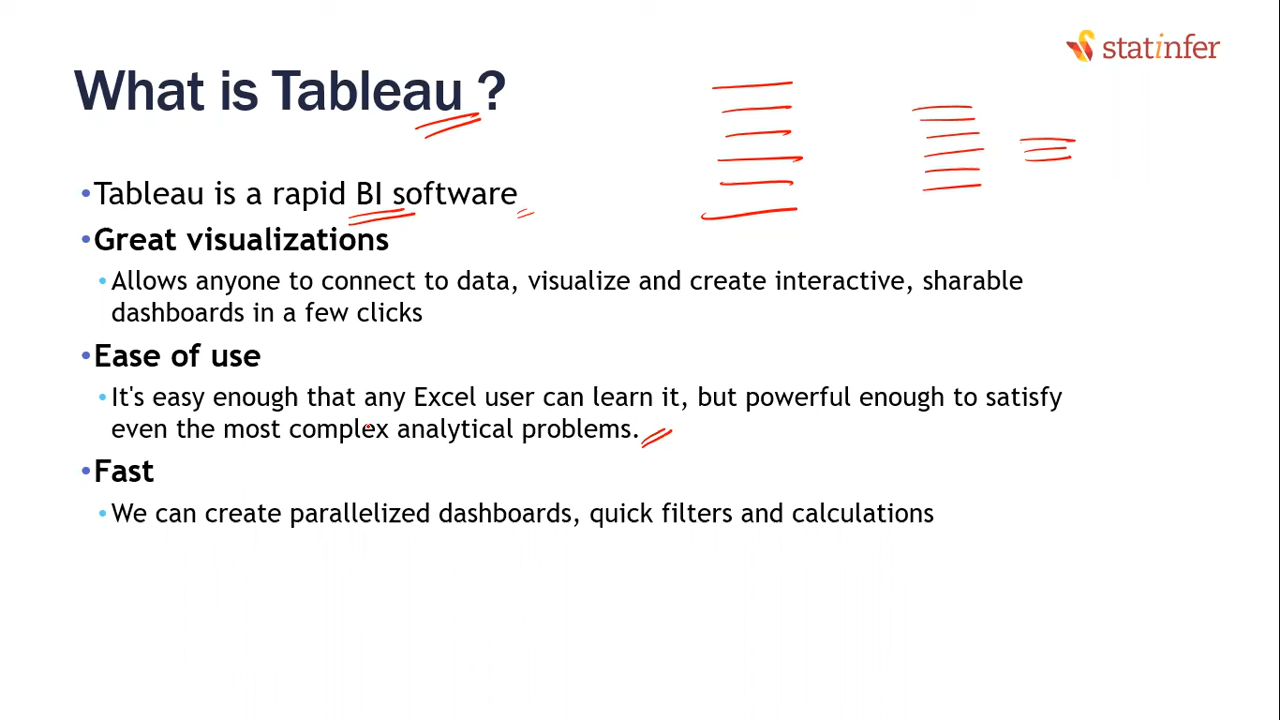 statinfer
What is Tableau ?
•Tableau is a rapid BI software
•Great visualizations
•Allows anyone to connect to data, visualize and create interactive, sharable
dashboards in a few clicks
•Ease of use
•It's easy enough that any Excel user can learn it, but powerful enough to satisfy
even the most complex analytical problems.
•Fast
•We can create parallelized dashboards, quick filters and calculations